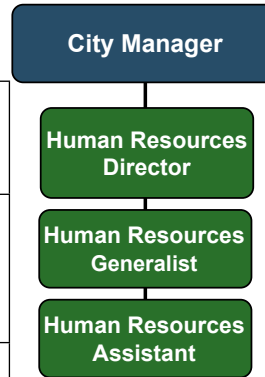 City Manager
Human Resources
Director
Human Resources
Generalist
Human Resources
Assistant